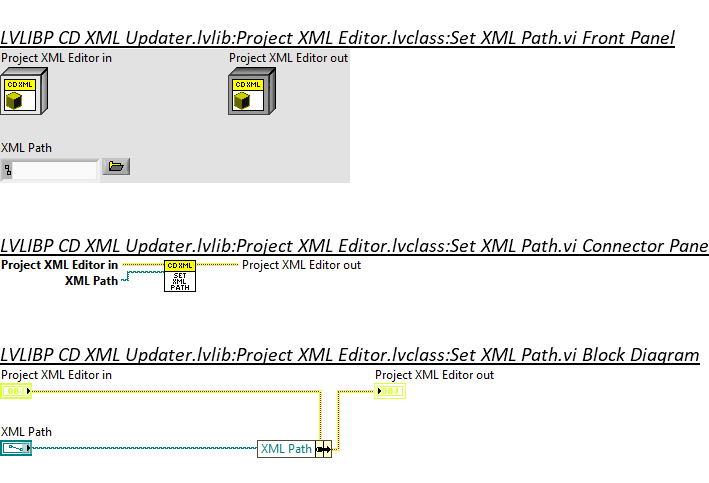 LVLIBP CD XML Updater.lvlib:Project XML Editor.lvclass:Set XML Path.vi Front Panel
Project XML Editor in
Project XML Editor out
CD XML
CD XML
XML Path
LVLIBP CD XML Updater.lvlib:Project XML Editor.lvclass:Set XML Path.vi Connector Pane
Project XML Editor in
Project XML Editor out
XML Path
CD XML
SET
XML
PATH
LVLIBP CD XML Updater.lvlib:Project XML Editor.lvclass:Set XML Path.vi Block Diagram
Project XML Editor in
Project XML Editor out
XML Path
XML Path